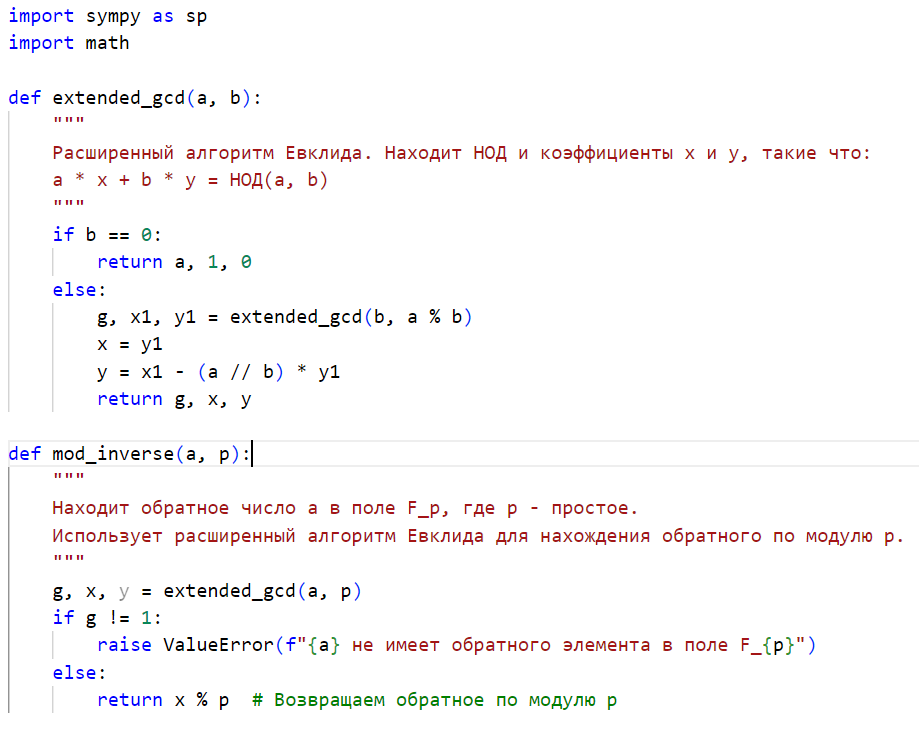 import sympy as sp
import math
def extended_gcd(a, b):
"""
Расширенный алгоритм Евклида. Находит НОД и коэффициенты x и y, такие что:
a * x + b * y = НОД(a, b)
"""
if b == 0:
return a, 1, 0
else:
g, x1, y1 = extended_gcd(b, a % b)
x = y1
y = x1 - (a // b) * y1
return g, x, y
def mod_inverse(a, p):
"""
Находит обратное число a в поле F_p, где p - простое.
Использует расширенный алгоритм Евклида для нахождения обратного по модулю p.
"""
g, x, y = extended_gcd(a, p)
if g != 1:
raise ValueError(f"{a} не имеет обратного элемента в поле F_{p}")
else:
return x % p  # Возвращаем обратное по модулю p